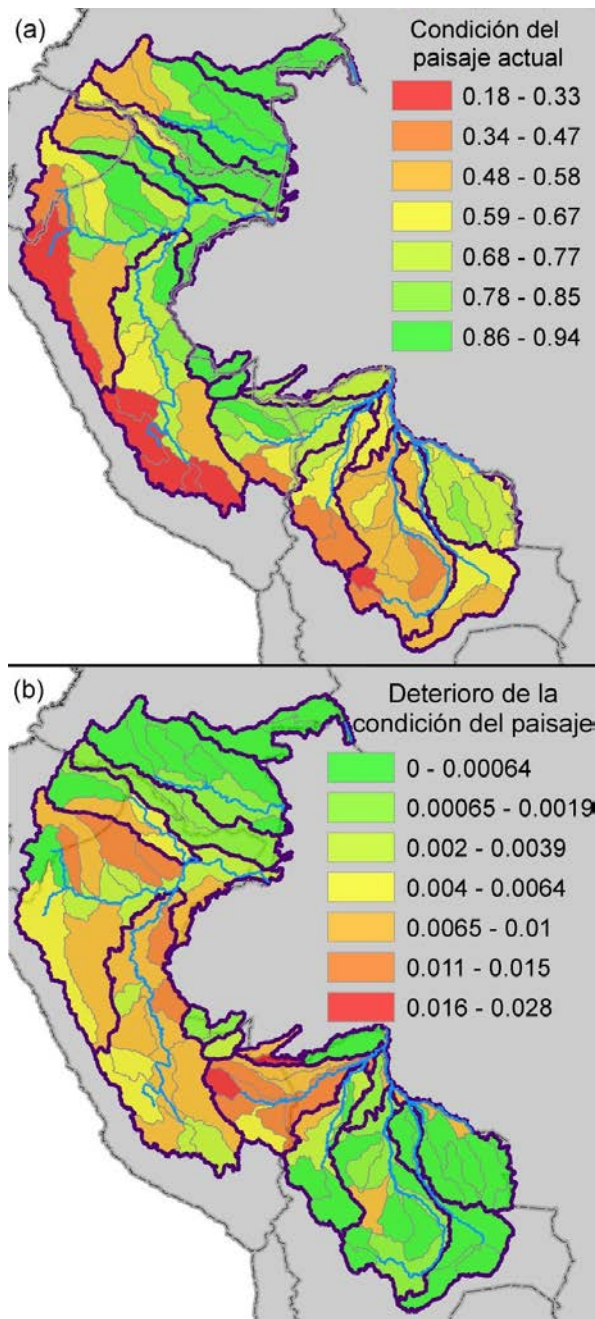 (a)
Condición del
paisaje actual
0.18 - 0.33
0.34 - 0.47
0.48 - 0.58
0.59 - 0.67
0.68 - 0.77
0.78 - 0.85
0.86 - 0.94
(b)
Deterioro de la
condición del paisaje
0 - 0.00064
0.00065 - 0.0019
0.002 - 0.0039
0.004 - 0.0064
0.0065 - 0.01
0.011 - 0.015
0.016 - 0.028